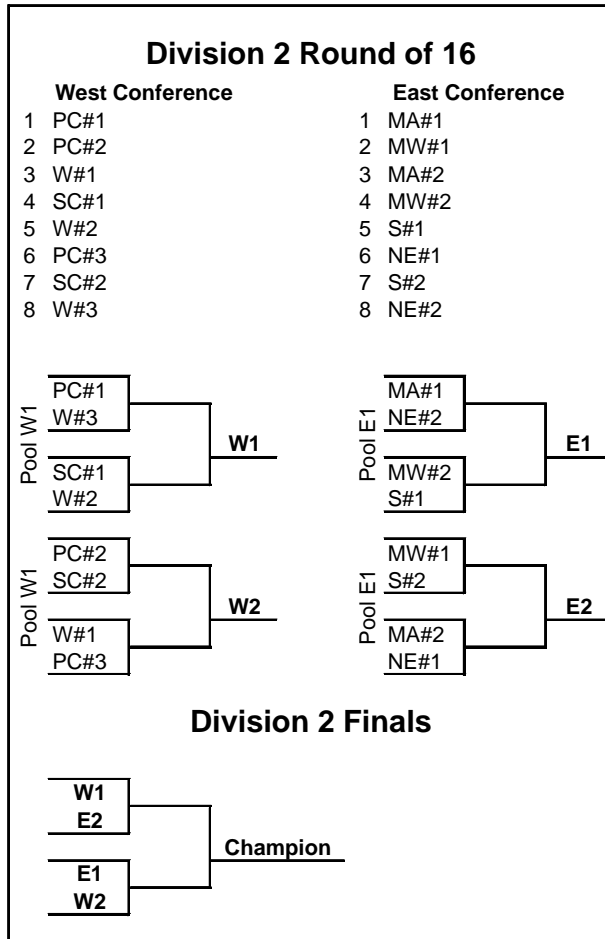 Division 2 Round of 16
West Conference
1 PC#1
2 PC#2
3 W#1
4 SC#1
5 W#2
6 PC#3
7 SC#2
8 W#3
East Conference
1 MA#1
2 MW#1
3 MA#2
4 MW#2
5 S#1
6 NE#1
7 S#2
8 NE#2
Pool W1
PC#1
W#3
SC#1
W#2
W1
Pool W1
PC#2
SC#2
W#1
PC#3
W2
Pool E1
MA#1
NE#2
MW#2
S#1
E1
Pool E1
MW#1
S#2
MA#2
NE#1
E2
Division 2 Finals
W1
E2
E1
W2
Champion